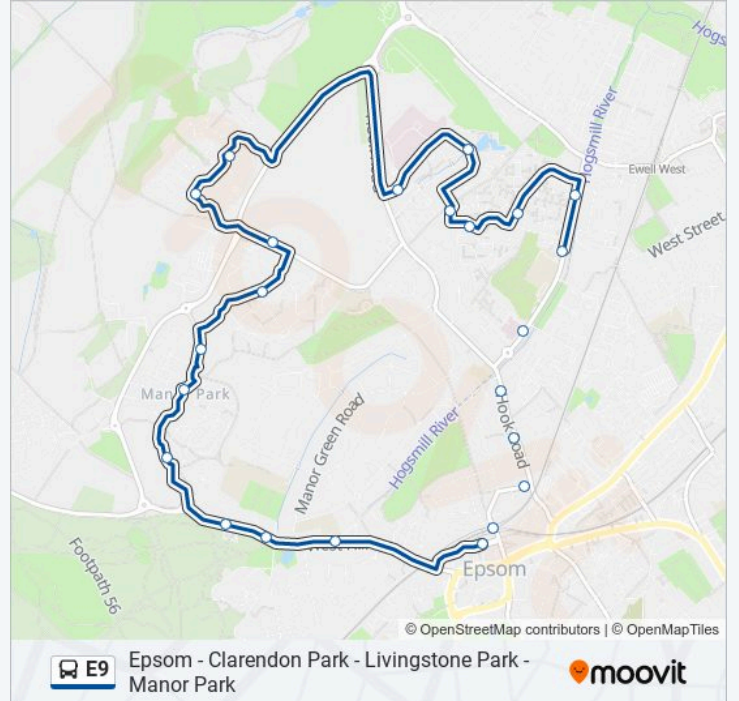 Hogs
Hogsmill River
Ewell West
West Street
Manor Park
Manor Green Road
Hogsmill River
Hook Road
Footpath 56
Epsom
© OpenStreetMap contributors | © OpenMapTiles
E9
Epsom - Clarendon Park - Livingstone Park -
Manor Park
moovit